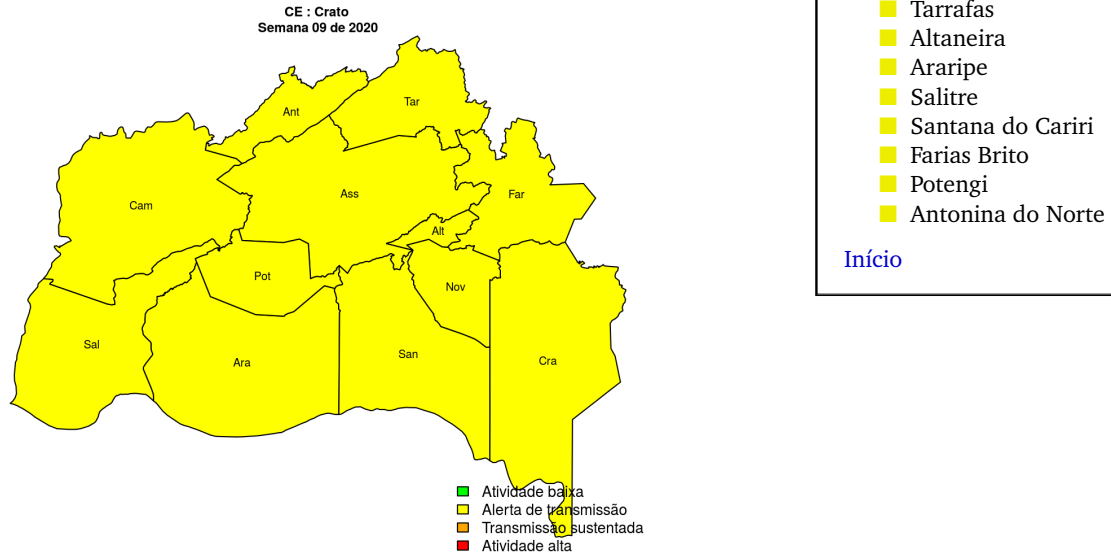 CE : Crato
Semana 09 de 2020
Ant
Tar
Cam
Ass
Far
Alt
Pot
Nov
Sal
Ara
San
Cra
Atividade baixa
Alerta de transmissão
Transmissão sustentada
Atividade alta
Tarrafas
Altaneira
Araripe
Salitre
Santana do Cariri
Farias Brito
Potengi
Antonina do Norte
Início